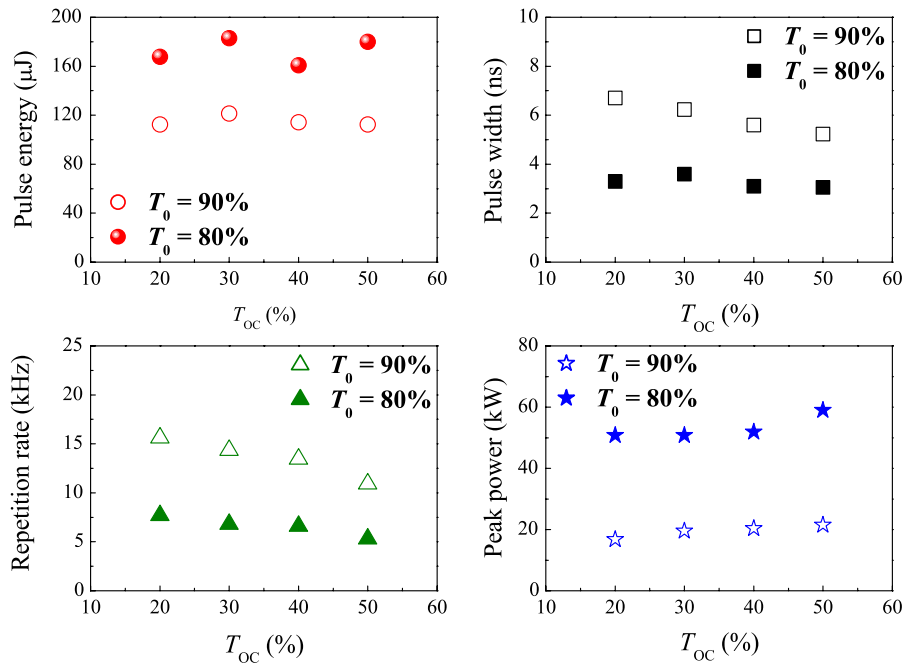 200
160
120
80
40
0
Pulse energy (μJ)
T0 = 90%
T0 = 80%
10 20 30 40 50 60
TOC (%)
10
8
6
4
2
0
Pulse width (ns)
T0 = 90%
T0 = 80%
10 20 30 40 50 60
TOC (%)
25
20
15
10
5
0
Repetition rate (kHz)
T0 = 90%
T0 = 80%
10 20 30 40 50 60
TOC (%)
80
60
40
20
0
Peak power (kW)
T0 = 90%
T0 = 80%
10 20 30 40 50 60
TOC (%)